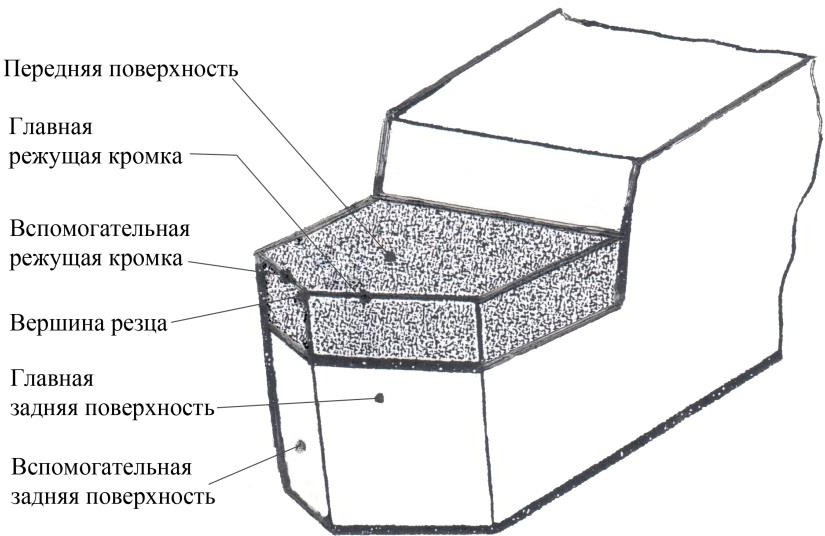 Передняя поверхность
Главная
режущая кромка
Вспомогательная
режущая кромка
Вершина резца
Главная
задняя поверхность
Вспомогательная
задняя поверхность